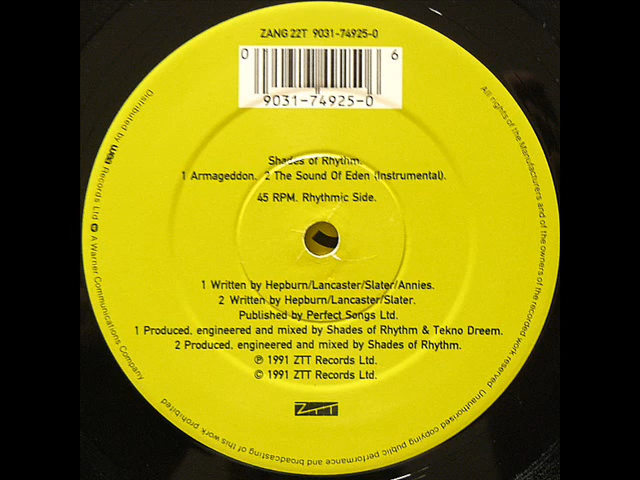 ZANG 22T 9031-74925-0
0 6
9031-74925-0
Shades of Rhythm.
1 Armageddon. 2 The Sound Of Eden (Instrumental).
45 RPM. Rhythmic Side.
1 Written by Hepburn/Lancaster/Slater/Annies.
2 Written by Hepburn/Lancaster/Slater.
Published by Perfect Songs Ltd.
1 Produced, engineered and mixed by Shades of Rhythm & Tekno Dreem.
2 Produced, engineered and mixed by Shades of Rhythm.
℗ 1991 ZTT Records Ltd.
© 1991 ZTT Records Ltd.
ZTT
Distributed by wea Records Ltd. A Warner Communications Company
All rights of the Manufacturers and of the owners of the recorded work reserved. Unauthorised copying public performance and broadcasting of this work prohibited